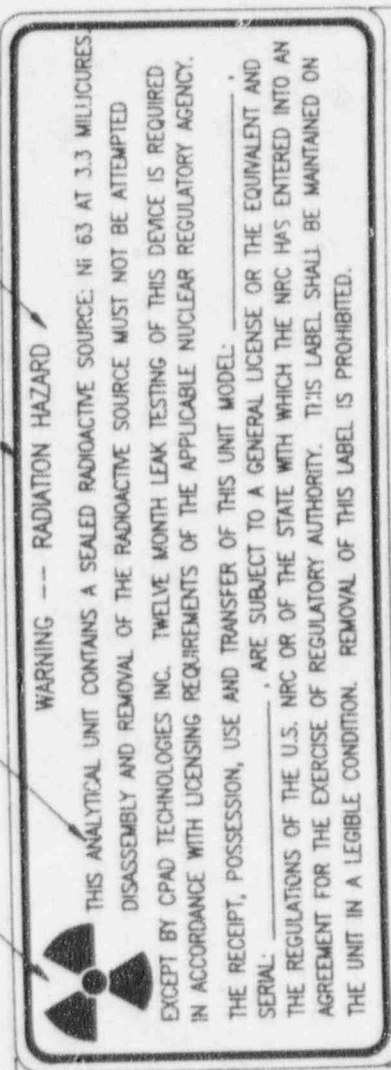 WARNING -- RADIATION HAZARD
THIS ANALYTICAL UNIT CONTAINS A SEALED RADIOACTIVE SOURCE: Ni 63 AT 3.3 MILLICURES.
DISASSEMBLY AND REMOVAL OF THE RADIOACTIVE SOURCE MUST NOT BE ATTEMPTED
EXCEPT BY CPAD TECHNOLOGIES INC. TWELVE MONTH LEAK TESTING OF THIS DEVICE IS REQUIRED
IN ACCORDANCE WITH LICENSING REQUIREMENTS OF THE APPLICABLE NUCLEAR REGULATORY AGENCY.
THE RECEIPT, POSSESSION, USE AND TRANSFER OF THIS UNIT MODEL: ____________ ,
SERIAL: ____________ , ARE SUBJECT TO A GENERAL LICENSE OR THE EQUIVALENT AND
THE REGULATIONS OF THE U.S. NRC OR OF THE STATE WITH WHICH THE NRC HAS ENTERED INTO AN
AGREEMENT FOR THE EXERCISE OF REGULATORY AUTHORITY. THIS LABEL SHALL BE MAINTAINED ON
THE UNIT IN A LEGIBLE CONDITION. REMOVAL OF THIS LABEL IS PROHIBITED.